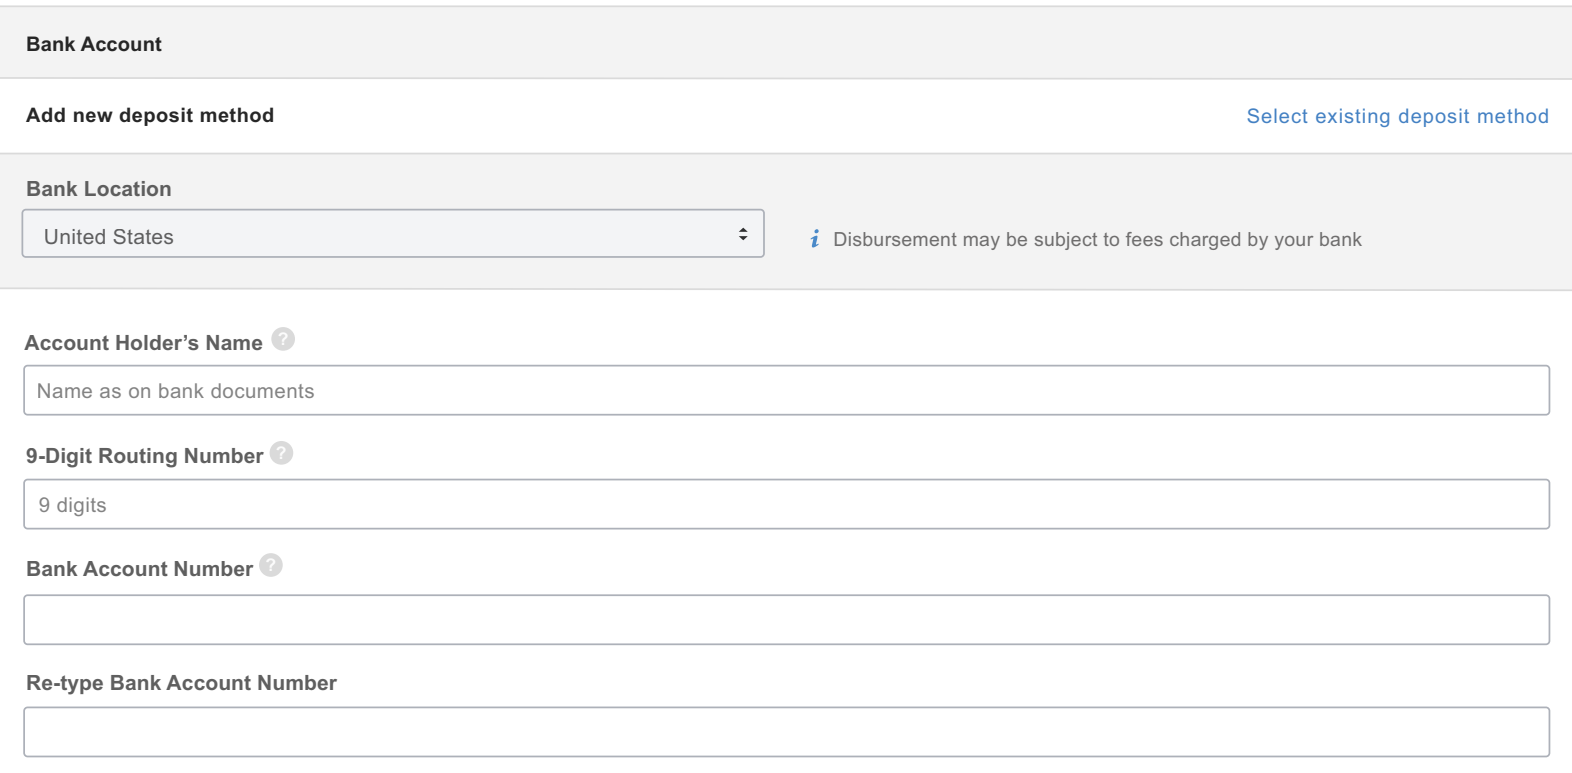 Bank Account
Add new deposit method
Select existing deposit method
Bank Location
United States
i Disbursement may be subject to fees charged by your bank
Account Holder’s Name ?
Name as on bank documents
9-Digit Routing Number ?
9 digits
Bank Account Number ?
Re-type Bank Account Number